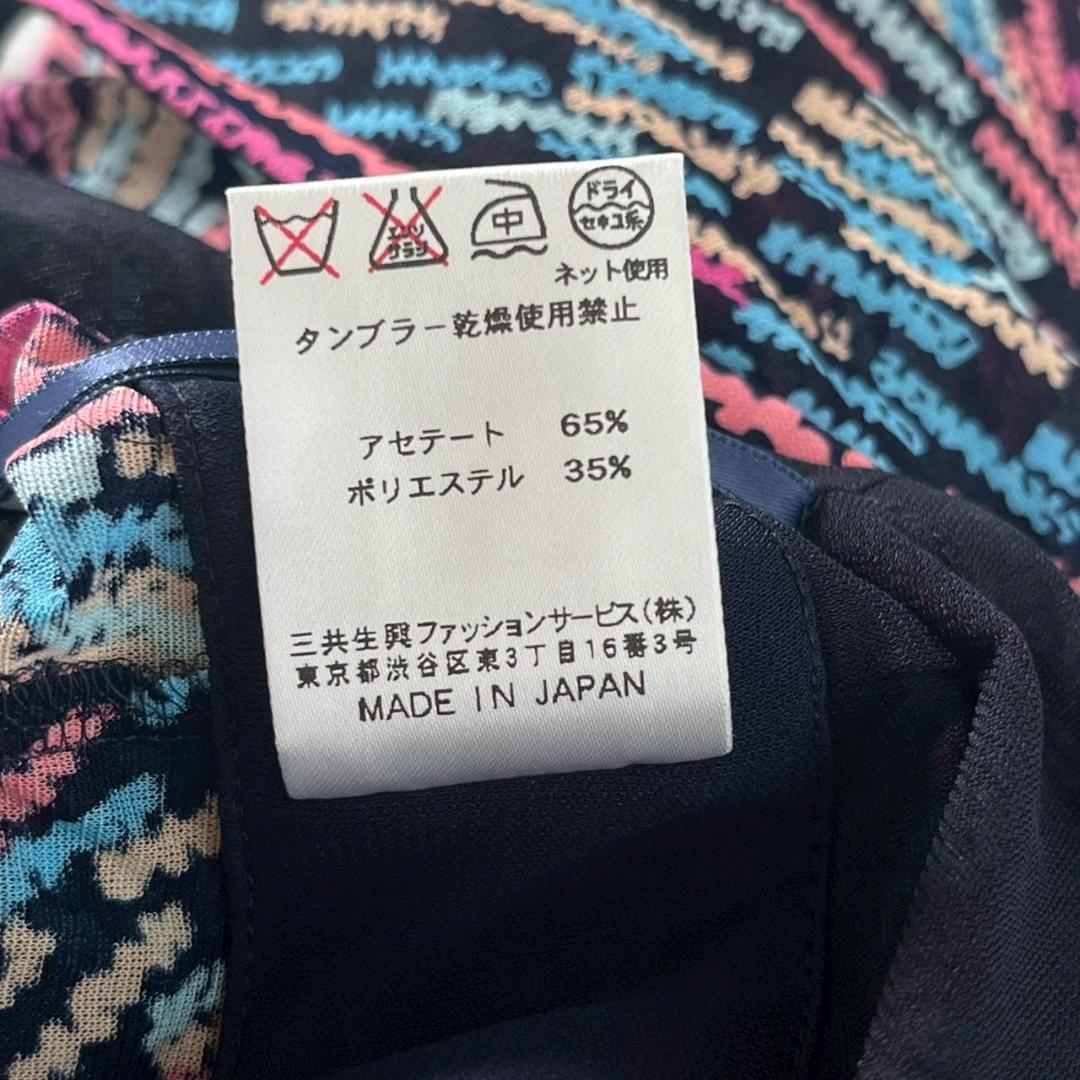 エンソ
サラシ
中
ドライ
セキユ系
ネット使用
タンブラー乾燥使用禁止
アセテート 65%
ポリエステル 35%
三共生興ファッションサービス(株)
東京都渋谷区東3丁目16番3号
MADE IN JAPAN